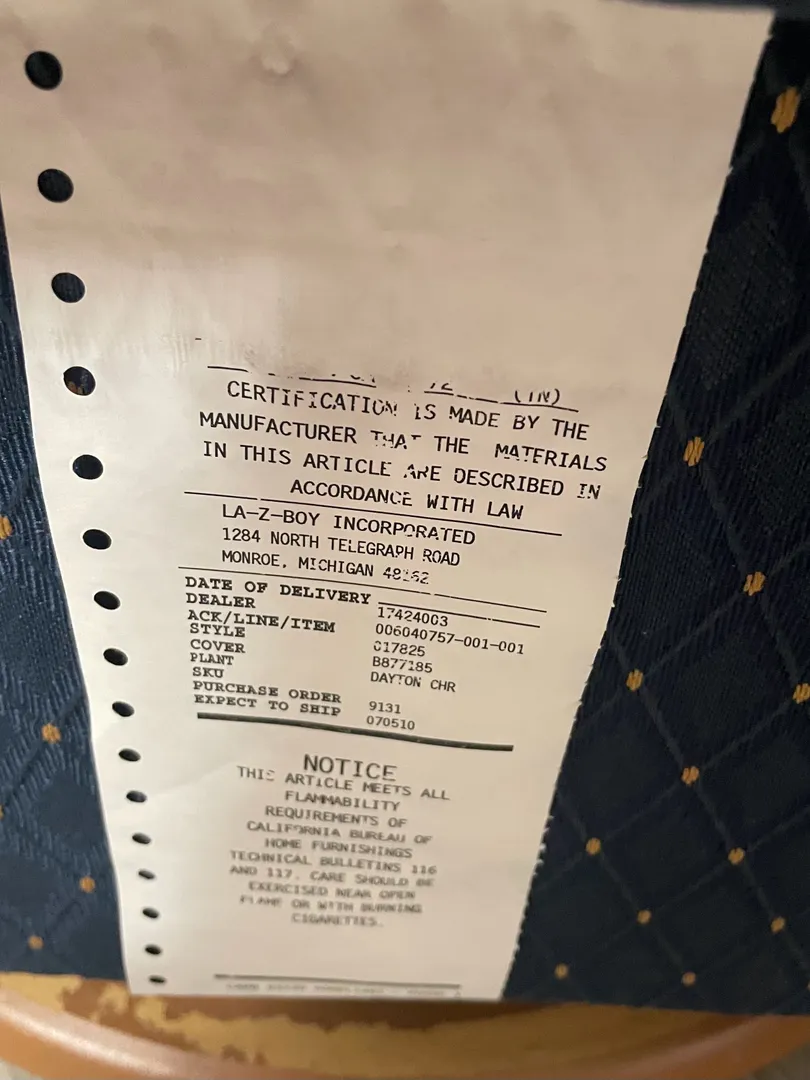 (IN)
CERTIFICATION IS MADE BY THE
MANUFACTURER THAT THE MATERIALS
IN THIS ARTICLE ARE DESCRIBED IN
ACCORDANCE WITH LAW
LA-Z-BOY INCORPORATED
1284 NORTH TELEGRAPH ROAD
MONROE, MICHIGAN 48162
DATE OF DELIVERY
DEALER 17424003
ACK/LINE/ITEM 006040757-001-001
STYLE 017825
COVER B877185
PLANT DAYTON CHR
SKU
PURCHASE ORDER 9131
EXPECT TO SHIP 070510
NOTICE
THIS ARTICLE MEETS ALL
FLAMMABILITY
REQUIREMENTS OF
CALIFORNIA BUREAU OF
HOME FURNISHINGS
TECHNICAL BULLETINS 116
AND 117. CARE SHOULD BE
EXERCISED NEAR OPEN
FLAME OR WITH BURNING
CIGARETTES.